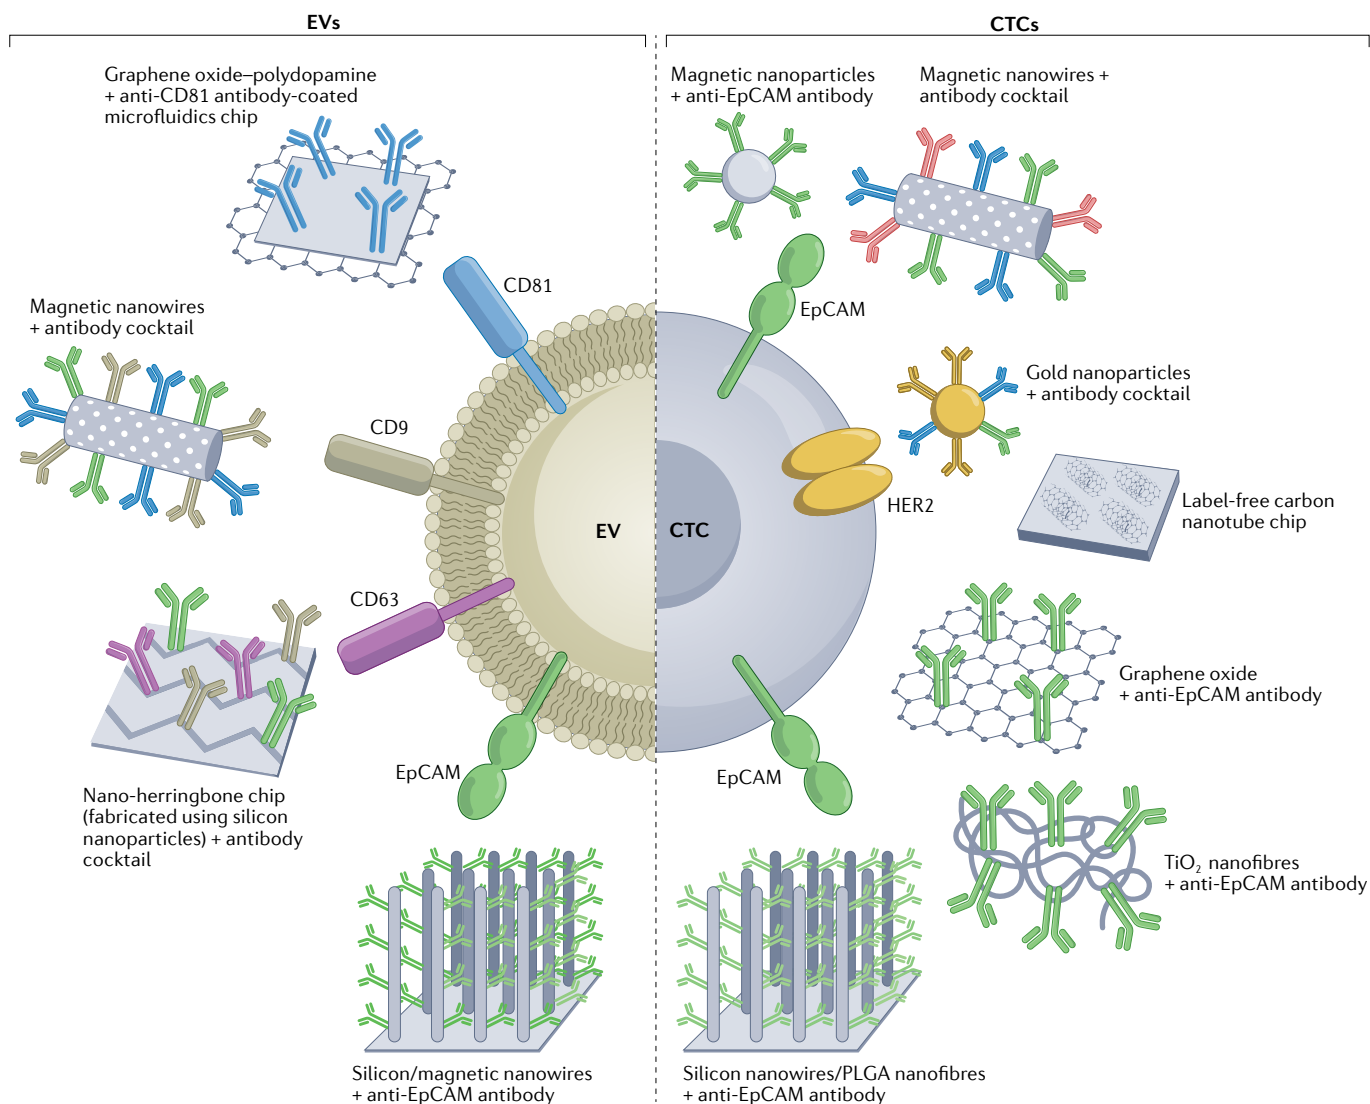 EVs
CTCs
Graphene oxide–polydopamine
+ anti-CD81 antibody-coated
microfluidics chip
Magnetic nanoparticles
+ anti-EpCAM antibody
Magnetic nanowires +
antibody cocktail
CD81
EpCAM
Magnetic nanowires
+ antibody cocktail
Gold nanoparticles
+ antibody cocktail
CD9
HER2
Label-free carbon
nanotube chip
EV
CTC
CD63
Graphene oxide
+ anti-EpCAM antibody
EpCAM
EpCAM
Nano-herringbone chip
(fabricated using silicon
nanoparticles) + antibody
cocktail
TiO₂ nanofibres
+ anti-EpCAM antibody
Silicon/magnetic nanowires
+ anti-EpCAM antibody
Silicon nanowires/PLGA nanofibres
+ anti-EpCAM antibody